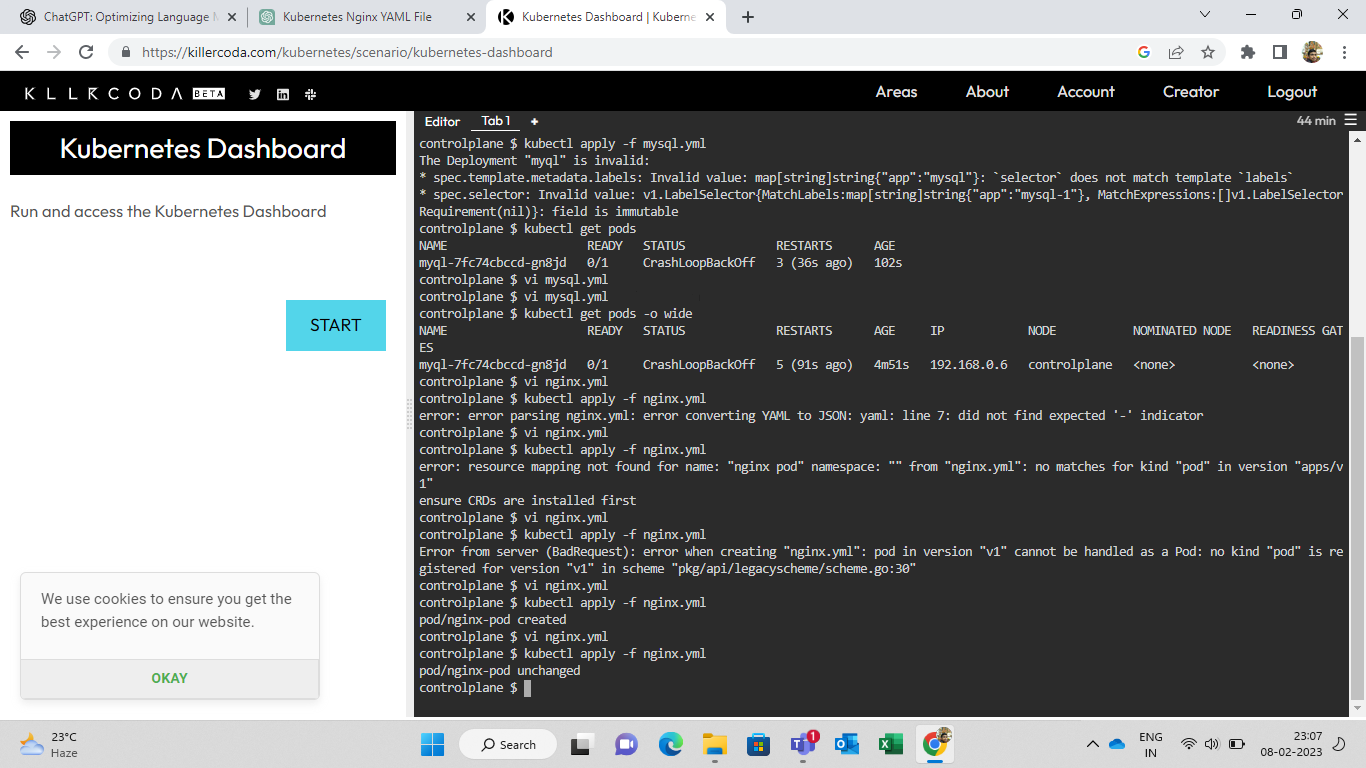 ChatGPT: Optimizing Language M
Kubernetes Nginx YAML File
Kubernetes Dashboard | Kuberne
https://killercoda.com/kubernetes/scenario/kubernetes-dashboard
KLLRCODA BETA
Areas
About
Account
Creator
Logout
Kubernetes Dashboard
Run and access the Kubernetes Dashboard
START
We use cookies to ensure you get the
best experience on our website.
OKAY
Editor
Tab 1
+
44 min
controlplane $ kubectl apply -f mysql.yml
The Deployment "myql" is invalid:
* spec.template.metadata.labels: Invalid value: map[string]string{"app":"mysql"}: `selector` does not match template `labels`
* spec.selector: Invalid value: v1.LabelSelector{MatchLabels:map[string]string{"app":"mysql-1"}, MatchExpressions:[]v1.LabelSelector
Requirement(nil)}: field is immutable
controlplane $ kubectl get pods
NAME READY STATUS RESTARTS AGE
myql-7fc74cbccd-gn8jd 0/1 CrashLoopBackOff 3 (36s ago) 102s
controlplane $ vi mysql.yml
controlplane $ vi mysql.yml
controlplane $ kubectl get pods -o wide
NAME READY STATUS RESTARTS AGE IP NODE NOMINATED NODE READINESS GAT
ES
myql-7fc74cbccd-gn8jd 0/1 CrashLoopBackOff 5 (91s ago) 4m51s 192.168.0.6 controlplane <none> <none>
controlplane $ vi nginx.yml
controlplane $ kubectl apply -f nginx.yml
error: error parsing nginx.yml: error converting YAML to JSON: yaml: line 7: did not find expected '-' indicator
controlplane $ vi nginx.yml
controlplane $ kubectl apply -f nginx.yml
error: resource mapping not found for name: "nginx pod" namespace: "" from "nginx.yml": no matches for kind "pod" in version "apps/v
1"
ensure CRDs are installed first
controlplane $ vi nginx.yml
controlplane $ kubectl apply -f nginx.yml
Error from server (BadRequest): error when creating "nginx.yml": pod in version "v1" cannot be handled as a Pod: no kind "pod" is re
gistered for version "v1" in scheme "pkg/api/legacyscheme/scheme.go:30"
controlplane $ vi nginx.yml
controlplane $ kubectl apply -f nginx.yml
pod/nginx-pod created
controlplane $ vi nginx.yml
controlplane $ kubectl apply -f nginx.yml
pod/nginx-pod unchanged
controlplane $
23°C
Haze
Search
1
ENG
IN
23:07
08-02-2023